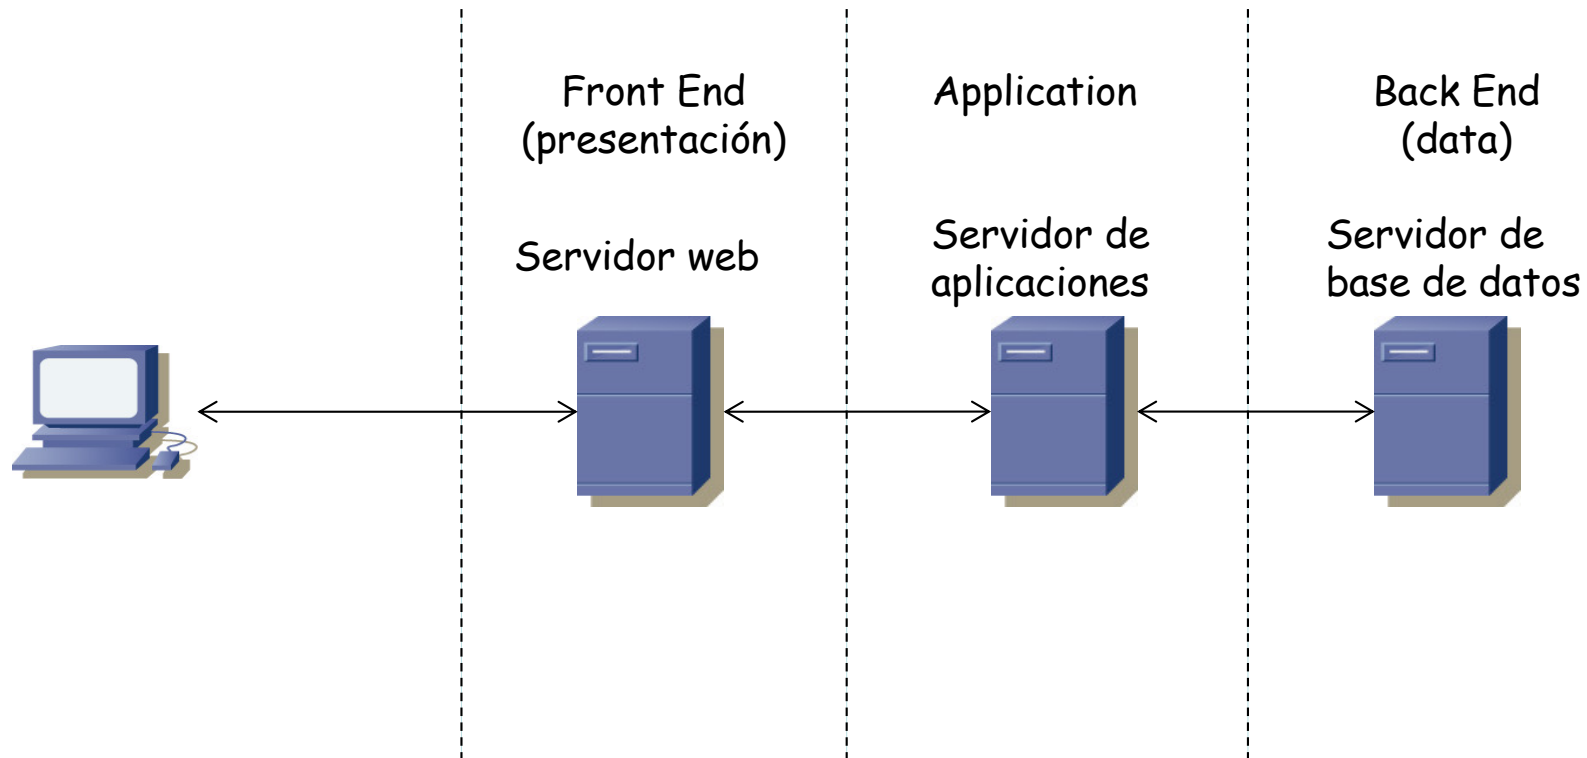 Front End
(presentación)
Application
Back End
(data)
Servidor web
Servidor de
aplicaciones
Servidor de
base de datos